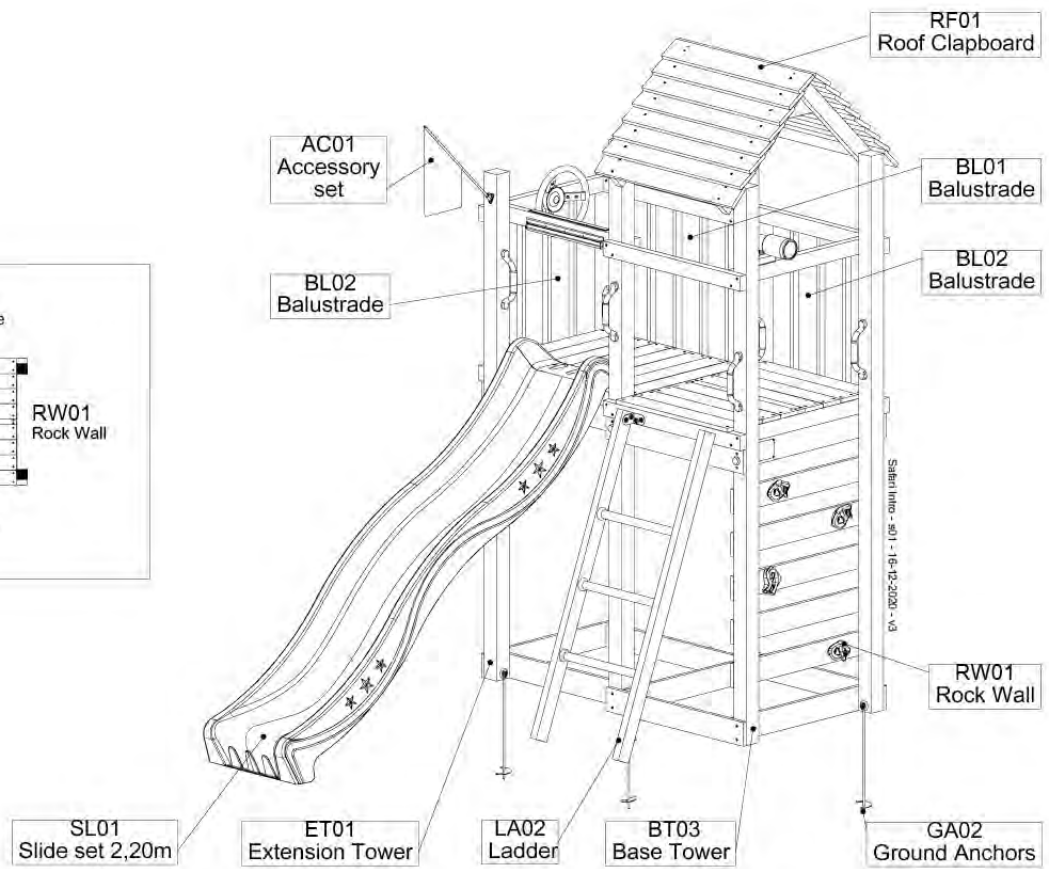 RF01
Roof Clapboard
AC01
Accessory
set
BL01
Balustrade
BL02
Balustrade
BL02
Balustrade
RW01
Rock Wall
Safari Intro - s01 - 16-12-2020 - v3
RW01
Rock Wall
SL01
Slide set 2,20m
ET01
Extension Tower
LA02
Ladder
BT03
Base Tower
GA02
Ground Anchors